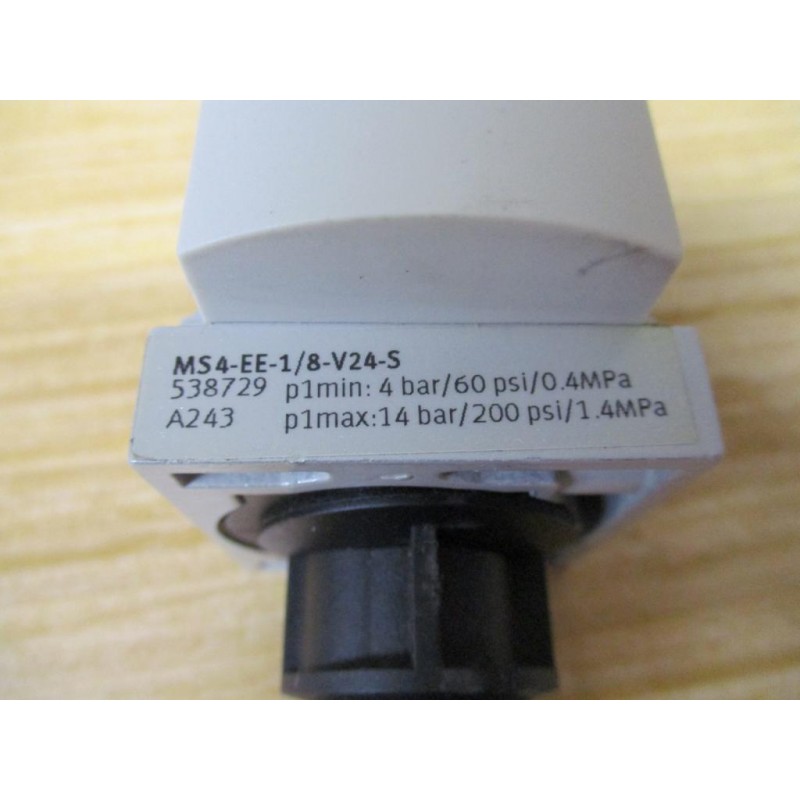 MS4-EE-1/8-V24-S
538729 p1min: 4 bar/60 psi/0.4MPa
A243 p1max:14 bar/200 psi/1.4MPa